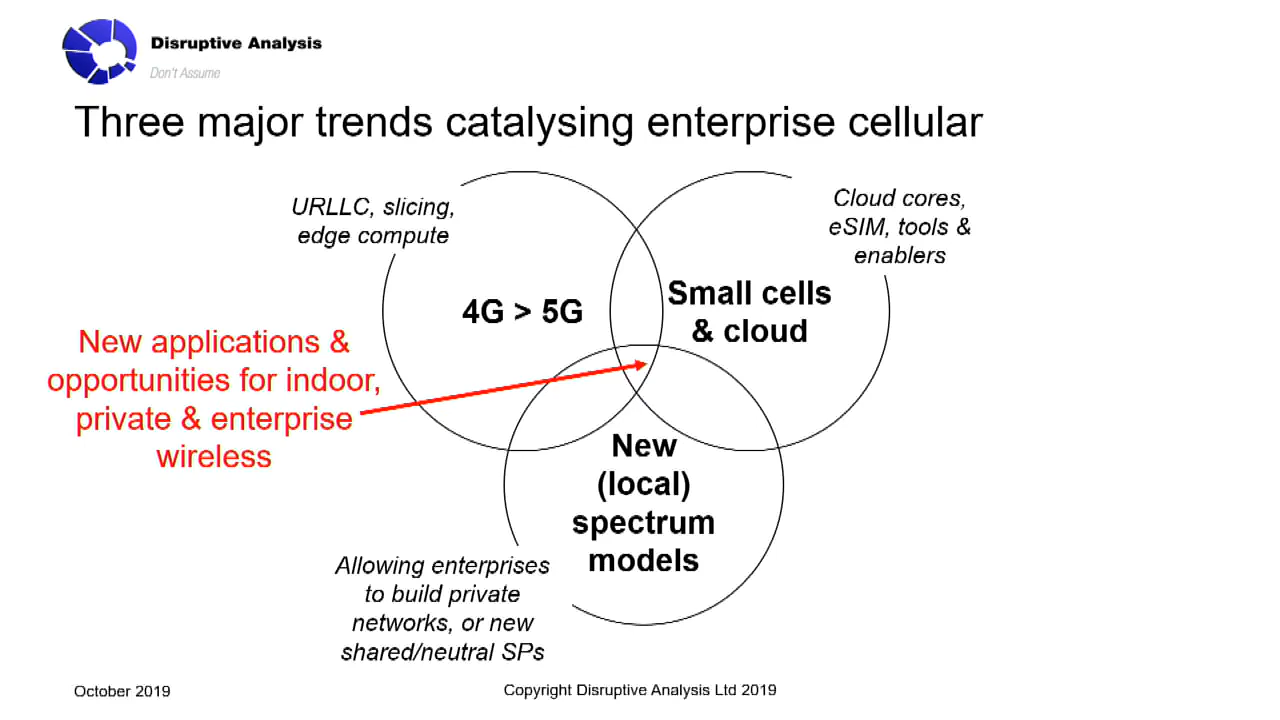 Disruptive Analysis
Don't Assume
Three major trends catalysing enterprise cellular
URLLC, slicing,
edge compute
Cloud cores,
eSIM, tools &
enablers
4G > 5G
Small cells
& cloud
New applications &
opportunities for indoor,
private & enterprise
wireless
New
(local)
spectrum
models
Allowing enterprises
to build private
networks, or new
shared/neutral SPs
October 2019
Copyright Disruptive Analysis Ltd 2019